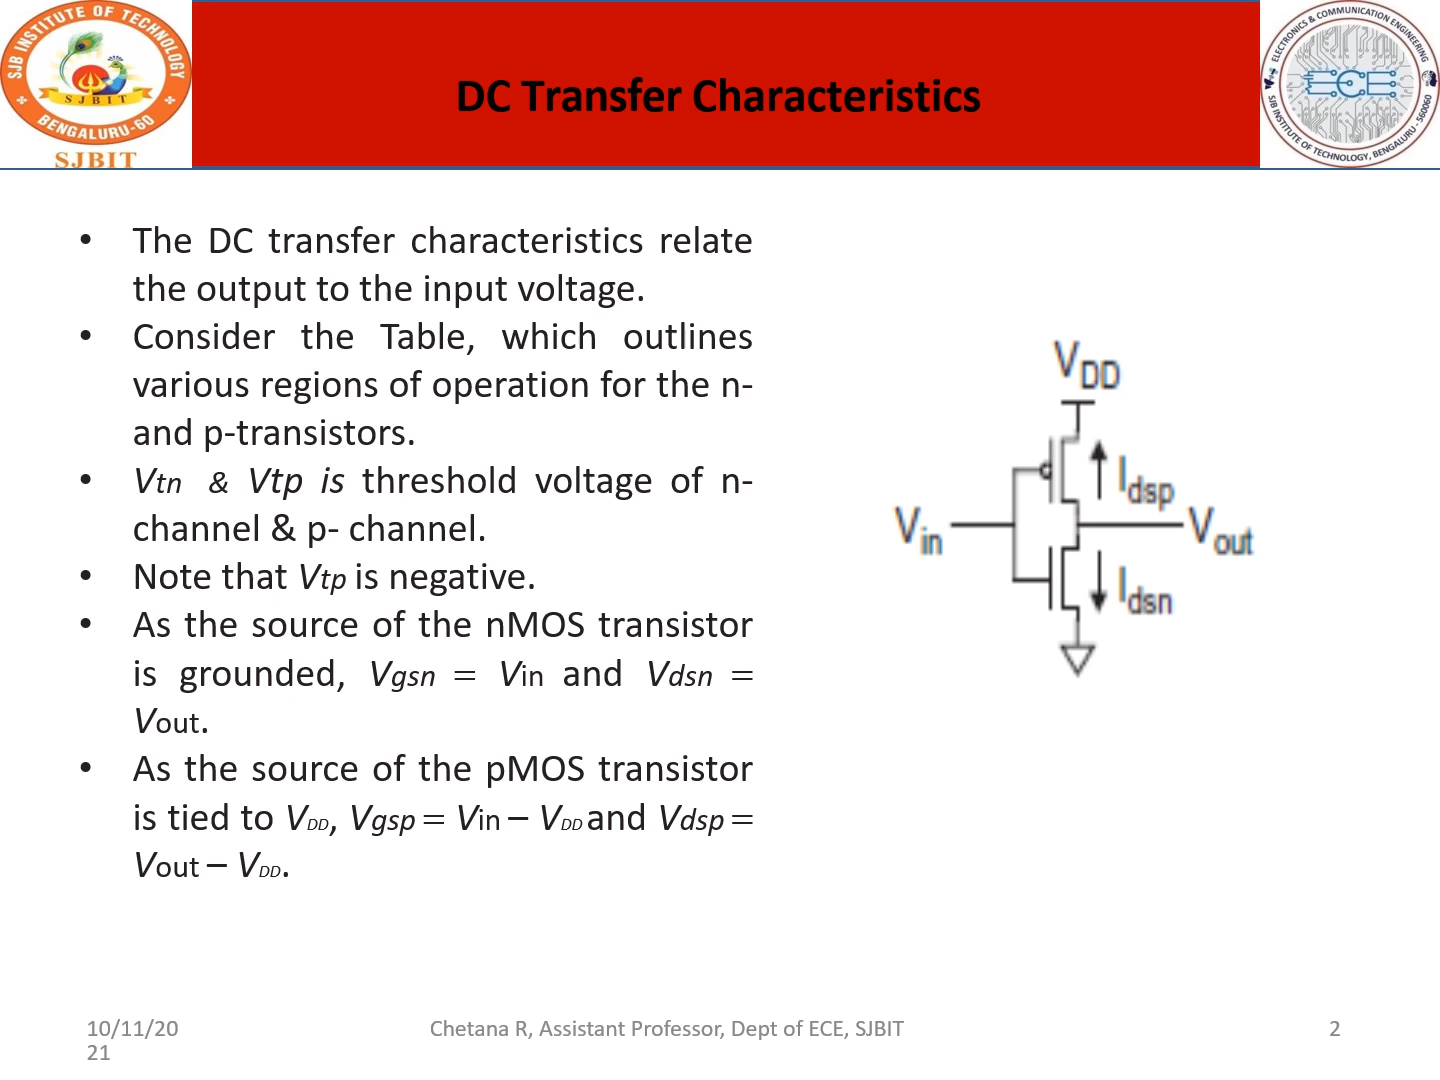 SJB INSTITUTE OF TECHNOLOGY
SJBIT
BENGALURU-60
SJBIT
DC Transfer Characteristics
ELECTRONICS & COMMUNICATION ENGINEERING
ECE
SJB INSTITUTE OF TECHNOLOGY, BENGALURU - 560060
• The DC transfer characteristics relate
the output to the input voltage.
• Consider the Table, which outlines
various regions of operation for the n-
and p-transistors.
• Vtn & Vtp is threshold voltage of n-
channel & p- channel.
• Note that Vtp is negative.
• As the source of the nMOS transistor
is grounded, Vgsn = Vin and Vdsn =
Vout.
• As the source of the pMOS transistor
is tied to VDD, Vgsp = Vin – VDD and Vdsp =
Vout – VDD.
VDD
Idsp
Vin
Vout
Idsn
10/11/20
21
Chetana R, Assistant Professor, Dept of ECE, SJBIT
2